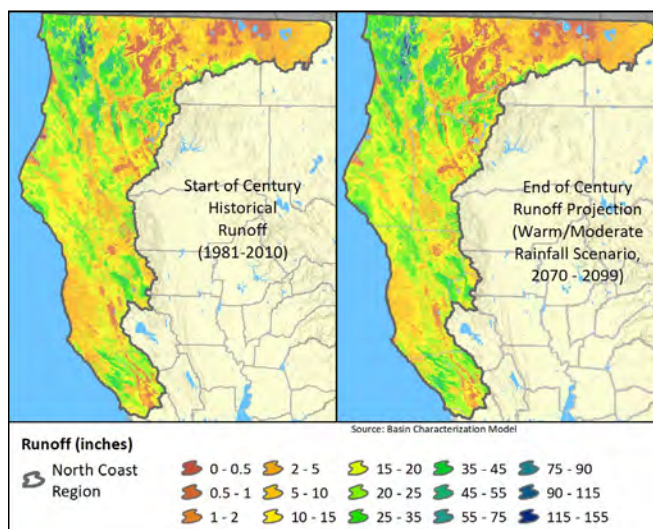 Start of Century
Historical
Runoff
(1981-2010)
End of Century
Runoff Projection
(Warm/Moderate
Rainfall Scenario,
2070 - 2099)
Source: Basin Characterization Model
Runoff (inches)
North Coast
Region
0 - 0.5
2 - 5
15 - 20
35 - 45
75 - 90
0.5 - 1
5 - 10
20 - 25
45 - 55
90 - 115
1 - 2
10 - 15
25 - 35
55 - 75
115 - 155